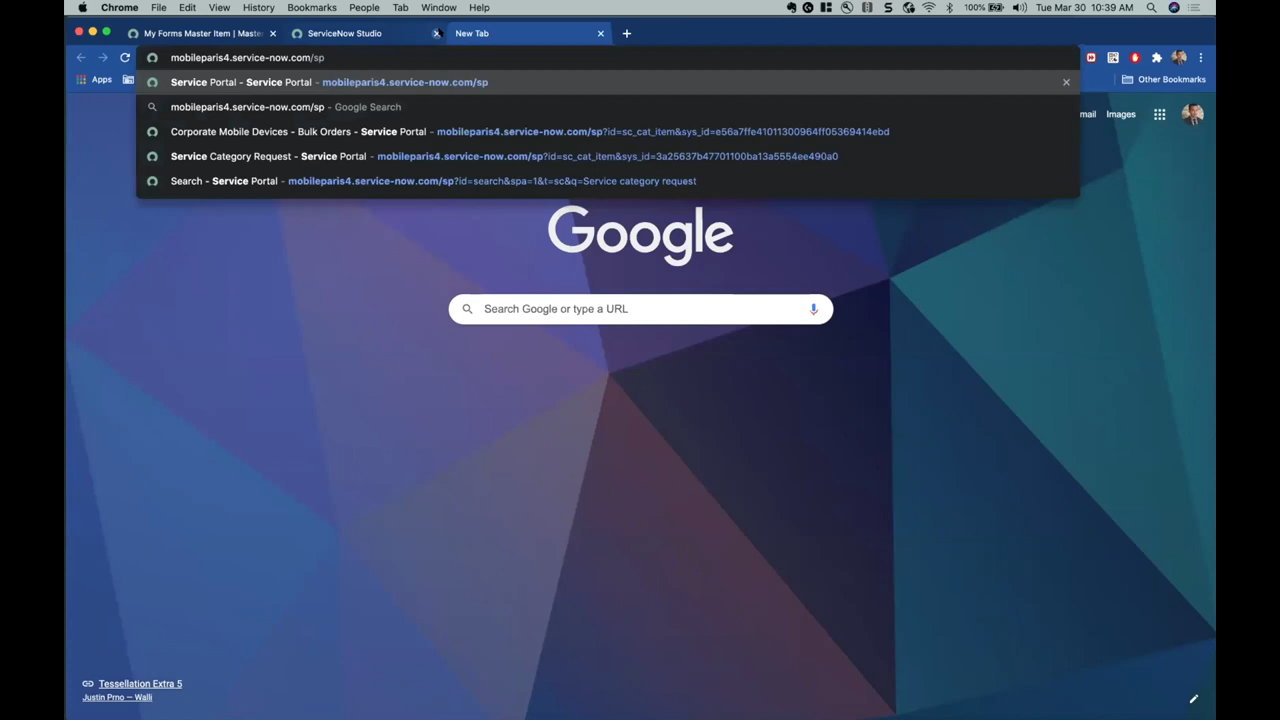 Chrome File Edit View History Bookmarks People Tab Window Help 100% Tue Mar 30 10:39 AM
My Forms Master Item | Master ServiceNow Studio New Tab
mobileparis4.service-now.com/sp
Apps Other Bookmarks
Service Portal - Service Portal - mobileparis4.service-now.com/sp
mobileparis4.service-now.com/sp - Google Search
Corporate Mobile Devices - Bulk Orders - Service Portal - mobileparis4.service-now.com/sp?id=sc_cat_item&sys_id=e56a7ffe41011300964ff05369414ebd
Service Category Request - Service Portal - mobileparis4.service-now.com/sp?id=sc_cat_item&sys_id=3a25637b47701100ba13a5554ee490a0
Search - Service Portal - mobileparis4.service-now.com/sp?id=search&spa=1&t=sc&q=Service category request
mail Images
Google
Search Google or type a URL
Tessellation Extra 5
Justin Prno — Walli